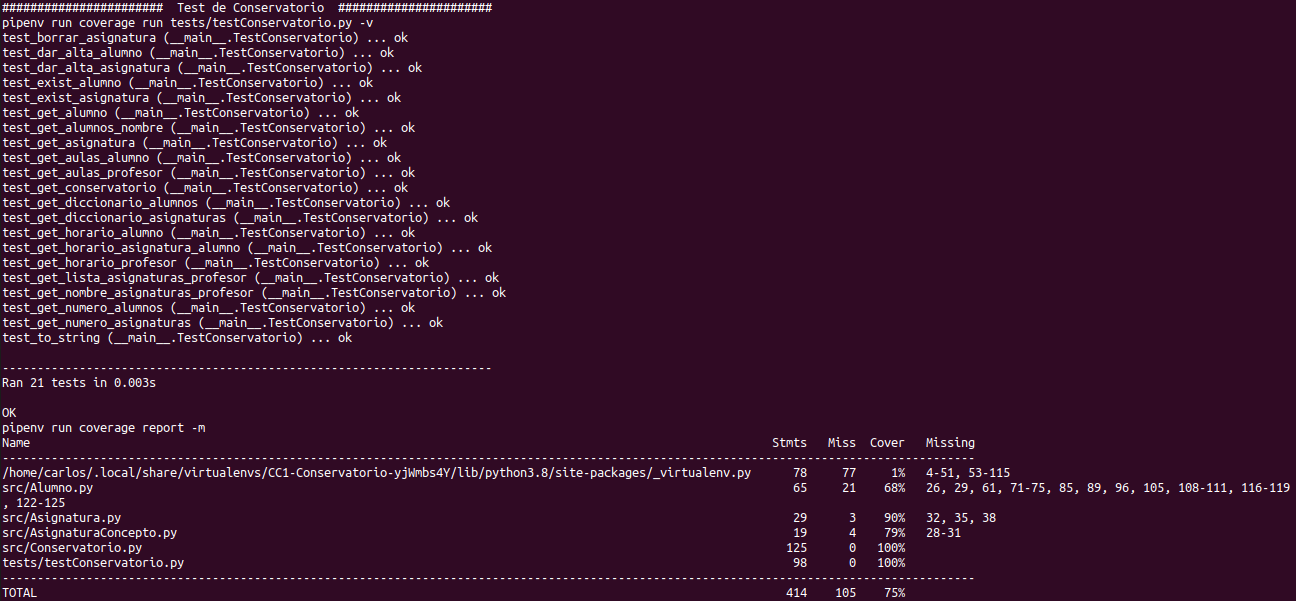 #######################  Test de Conservatorio  ######################
pipenv run coverage run tests/testConservatorio.py -v
test_borrar_asignatura (__main__.TestConservatorio) ... ok
test_dar_alta_alumno (__main__.TestConservatorio) ... ok
test_dar_alta_asignatura (__main__.TestConservatorio) ... ok
test_exist_alumno (__main__.TestConservatorio) ... ok
test_exist_asignatura (__main__.TestConservatorio) ... ok
test_get_alumno (__main__.TestConservatorio) ... ok
test_get_alumnos_nombre (__main__.TestConservatorio) ... ok
test_get_asignatura (__main__.TestConservatorio) ... ok
test_get_aulas_alumno (__main__.TestConservatorio) ... ok
test_get_aulas_profesor (__main__.TestConservatorio) ... ok
test_get_conservatorio (__main__.TestConservatorio) ... ok
test_get_diccionario_alumnos (__main__.TestConservatorio) ... ok
test_get_diccionario_asignaturas (__main__.TestConservatorio) ... ok
test_get_horario_alumno (__main__.TestConservatorio) ... ok
test_get_horario_asignatura_alumno (__main__.TestConservatorio) ... ok
test_get_horario_profesor (__main__.TestConservatorio) ... ok
test_get_lista_asignaturas_profesor (__main__.TestConservatorio) ... ok
test_get_nombre_asignaturas_profesor (__main__.TestConservatorio) ... ok
test_get_numero_alumnos (__main__.TestConservatorio) ... ok
test_get_numero_asignaturas (__main__.TestConservatorio) ... ok
test_to_string (__main__.TestConservatorio) ... ok
----------------------------------------------------------------------
Ran 21 tests in 0.003s
OK
pipenv run coverage report -m
Name                                                                                                          Stmts   Miss  Cover   Missing
-------------------------------------------------------------------------------------------------------------------------------------------
/home/carlos/.local/share/virtualenvs/CC1-Conservatorio-yjWmbs4Y/lib/python3.8/site-packages/_virtualenv.py      78     77     1%   4-51, 53-115
src/Alumno.py                                                                                                    65     21    68%   26, 29, 61, 71-75, 85, 89, 96, 105, 108-111, 116-119
, 122-125
src/Asignatura.py                                                                                                29      3    90%   32, 35, 38
src/AsignaturaConcepto.py                                                                                        19      4    79%   28-31
src/Conservatorio.py                                                                                            125      0   100%
tests/testConservatorio.py                                                                                       98      0   100%
-------------------------------------------------------------------------------------------------------------------------------------------
TOTAL                                                                                                           414    105    75%